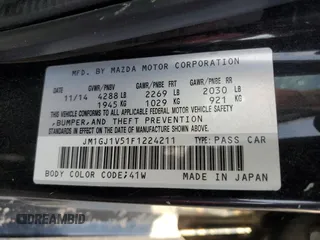 MFD. BY MAZDA MOTOR CORPORATION
GVWR/PNBV GAWR/PNBE FRT GAWR/PNBE RR
11/14 4288 LB 2269 LB 2030 LB
1945 KG 1029 KG 921 KG
THIS VEHICLE CONFORMS TO ALL APPLICABLE FEDERAL MOTOR VEHICLE SAFETY
,BUMPER, AND THEFT PREVENTION
STANDARDS IN EFFECT ON THE DATE OF MANUFACTURE SHOWN ABOVE.
JM1GJ1V51F1224211 TYPE: PASS CAR
BODY COLOR CODE:41W MADE IN JAPAN
BIDAMERICA